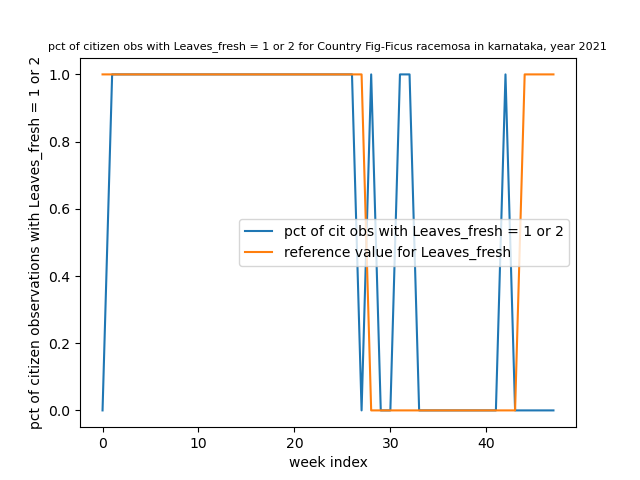 pct of citizen obs with Leaves_fresh = 1 or 2 for Country Fig-Ficus racemosa in karnataka, year 2021
pct of citizen observations with Leaves_fresh = 1 or 2
1.0
0.8
0.6
0.4
0.2
0.0
pct of cit obs with Leaves_fresh = 1 or 2
reference value for Leaves_fresh
0 10 20 30 40
week index